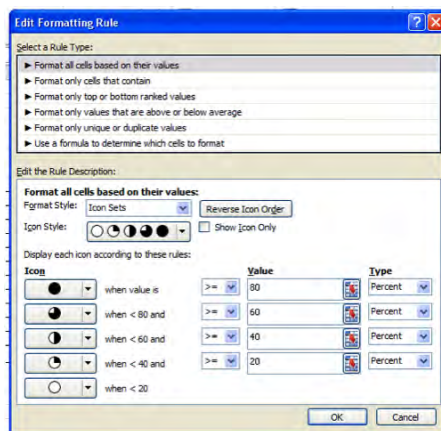 Edit Formatting Rule
Select a Rule Type:
► Format all cells based on their values
► Format only cells that contain
► Format only top or bottom ranked values
► Format only values that are above or below average
► Format only unique or duplicate values
► Use a formula to determine which cells to format
Edit the Rule Description:
Format all cells based on their values:
Format Style: Icon Sets Reverse Icon Order
Icon Style: Show Icon Only
Display each icon according to these rules:
Icon Value Type
when value is >= 80 Percent
when < 80 and >= 60 Percent
when < 60 and >= 40 Percent
when < 40 and >= 20 Percent
when < 20
OK Cancel